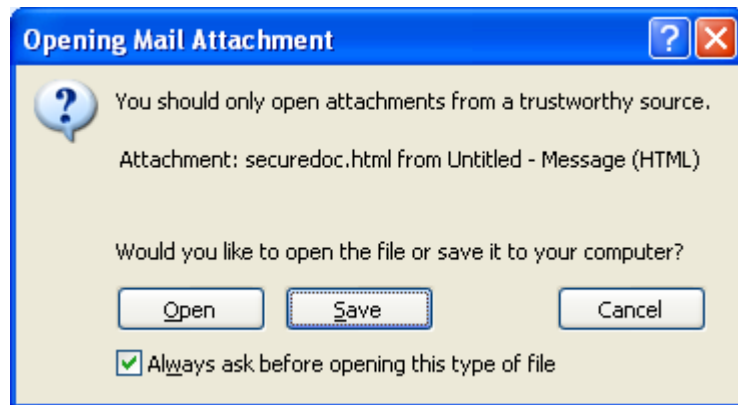 Opening Mail Attachment
You should only open attachments from a trustworthy source.
Attachment: securedoc.html from Untitled - Message (HTML)
Would you like to open the file or save it to your computer?
Open Save Cancel
Always ask before opening this type of file